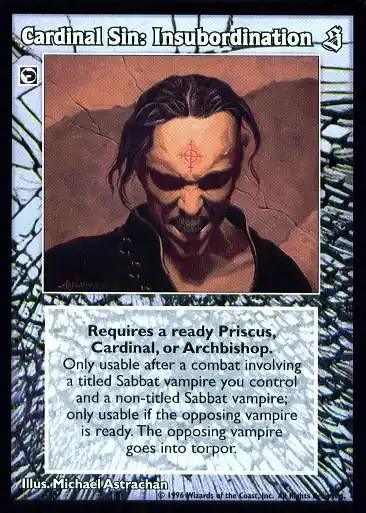 Cardinal Sin: Insubordination
Requires a ready Priscus,
Cardinal, or Archbishop.
Only usable after a combat involving
a titled Sabbat vampire you control
and a non-titled Sabbat vampire;
only usable if the opposing vampire
is ready. The opposing vampire
goes into torpor.
Illus. Michael Astrachan
© 1996 Wizards of the Coast, Inc. All Rights Reserved.